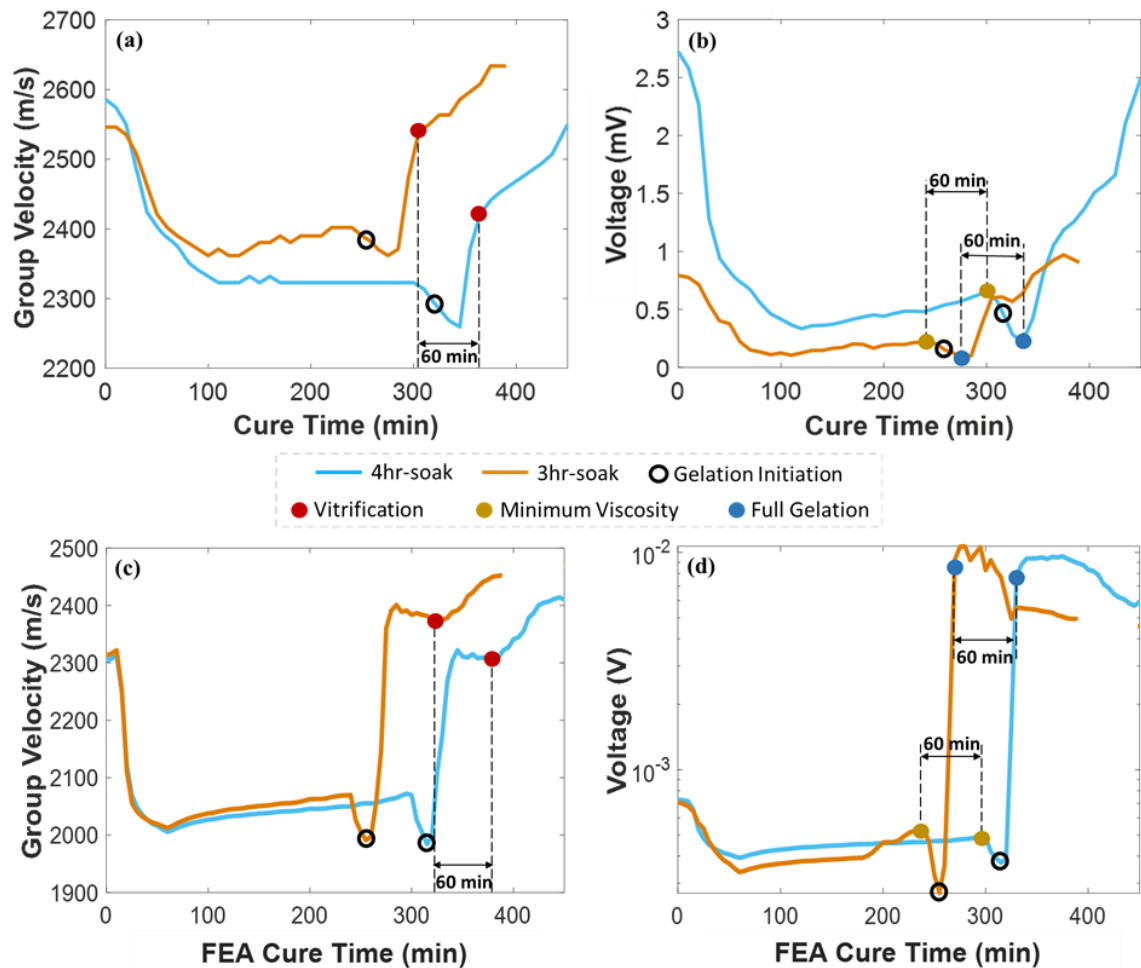 (a)
Group Velocity (m/s)
2700
2600
2500
2400
2300
2200
60 min
0 100 200 300 400
Cure Time (min)
(b)
Voltage (mV)
3
2.5
2
1.5
1
0.5
0
60 min
60 min
0 100 200 300 400
Cure Time (min)
4hr-soak 3hr-soak Gelation Initiation
Vitrification Minimum Viscosity Full Gelation
(c)
Group Velocity (m/s)
2500
2400
2300
2200
2100
2000
1900
60 min
0 100 200 300 400
FEA Cure Time (min)
(d)
Voltage (V)
10-2
10-3
60 min
60 min
0 100 200 300 400
FEA Cure Time (min)